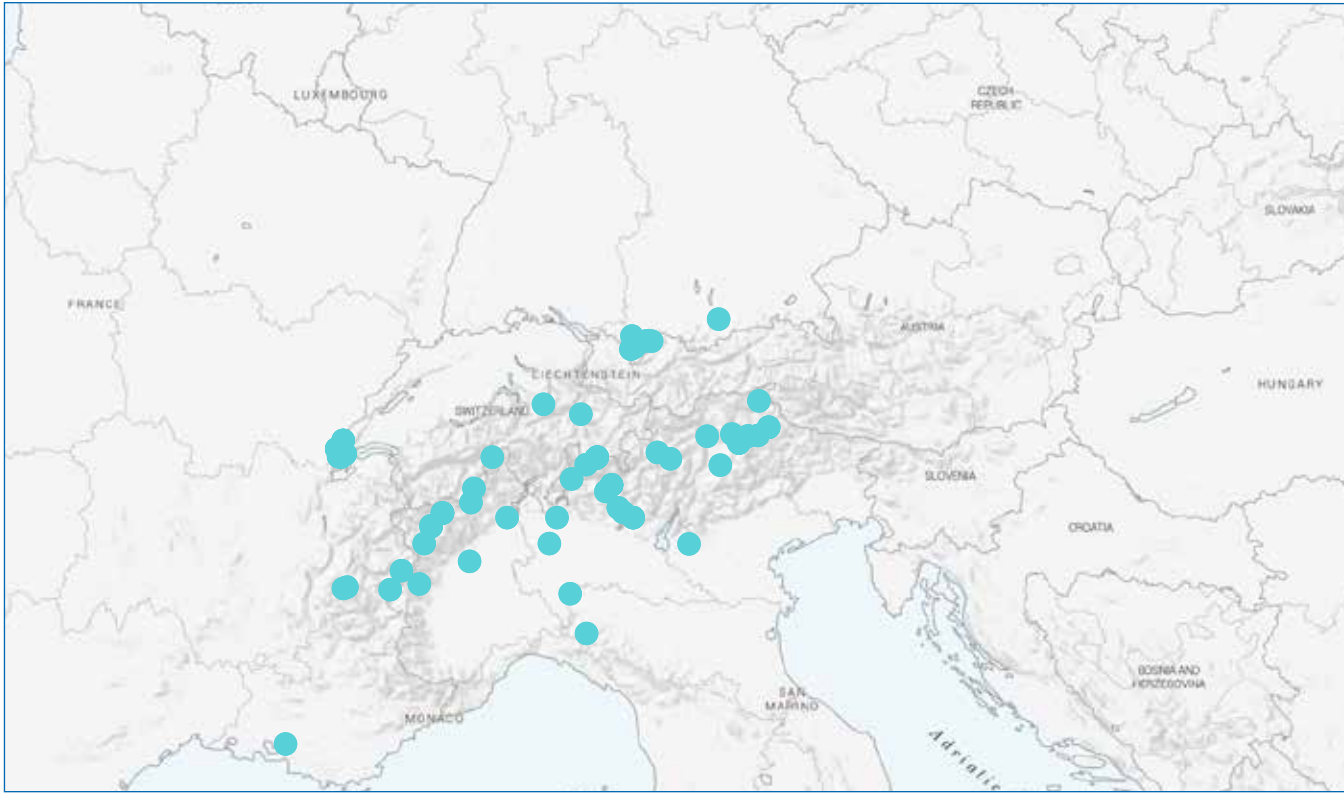 LUXEMBOURG
CZECH
REPUBLIC
SLOVAKIA
FRANCE
AUSTRIA
LIECHTENSTEIN
HUNGARY
SWITZERLAND
SLOVENIA
CROATIA
BOSNIA AND
HERZEGOVINA
SAN
MARINO
MONACO
Adriatic